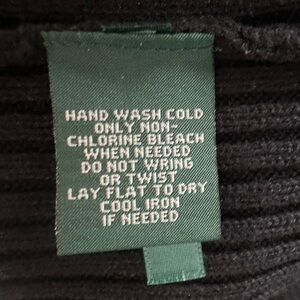 HAND WASH COLD
ONLY NON-
CHLORINE BLEACH
WHEN NEEDED
DO NOT WRING
OR TWIST
LAY FLAT TO DRY
COOL IRON
IF NEEDED